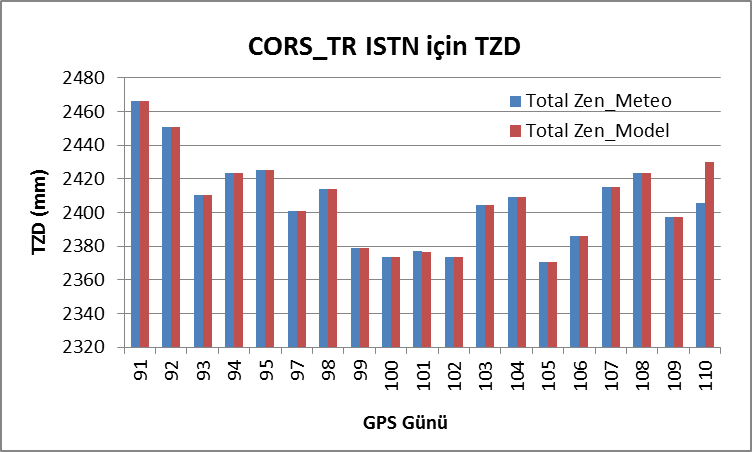 CORS_TR ISTN için TZD
2480
2460
2440
2420
2400
2380
2360
2340
2320
TZD (mm)
Total Zen_Meteo
Total Zen_Model
91 92 93 94 95 97 98 99 100 101 102 103 104 105 106 107 108 109 110
GPS Günü